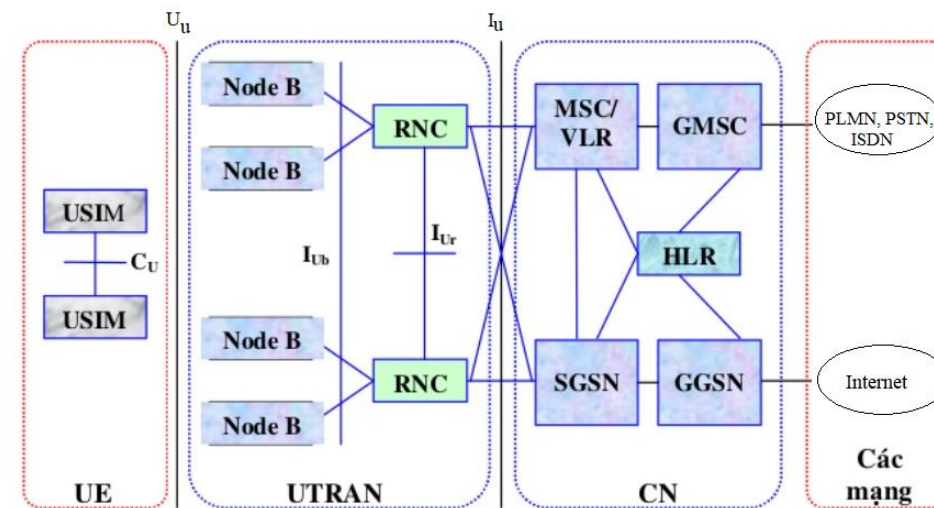 Uu
Iu
USIM
CU
USIM
UE
Node B
Node B
RNC
IUb
IUr
Node B
Node B
RNC
UTRAN
MSC/
VLR
GMSC
HLR
SGSN
GGSN
CN
PLMN, PSTN,
ISDN
Internet
Các
mạng